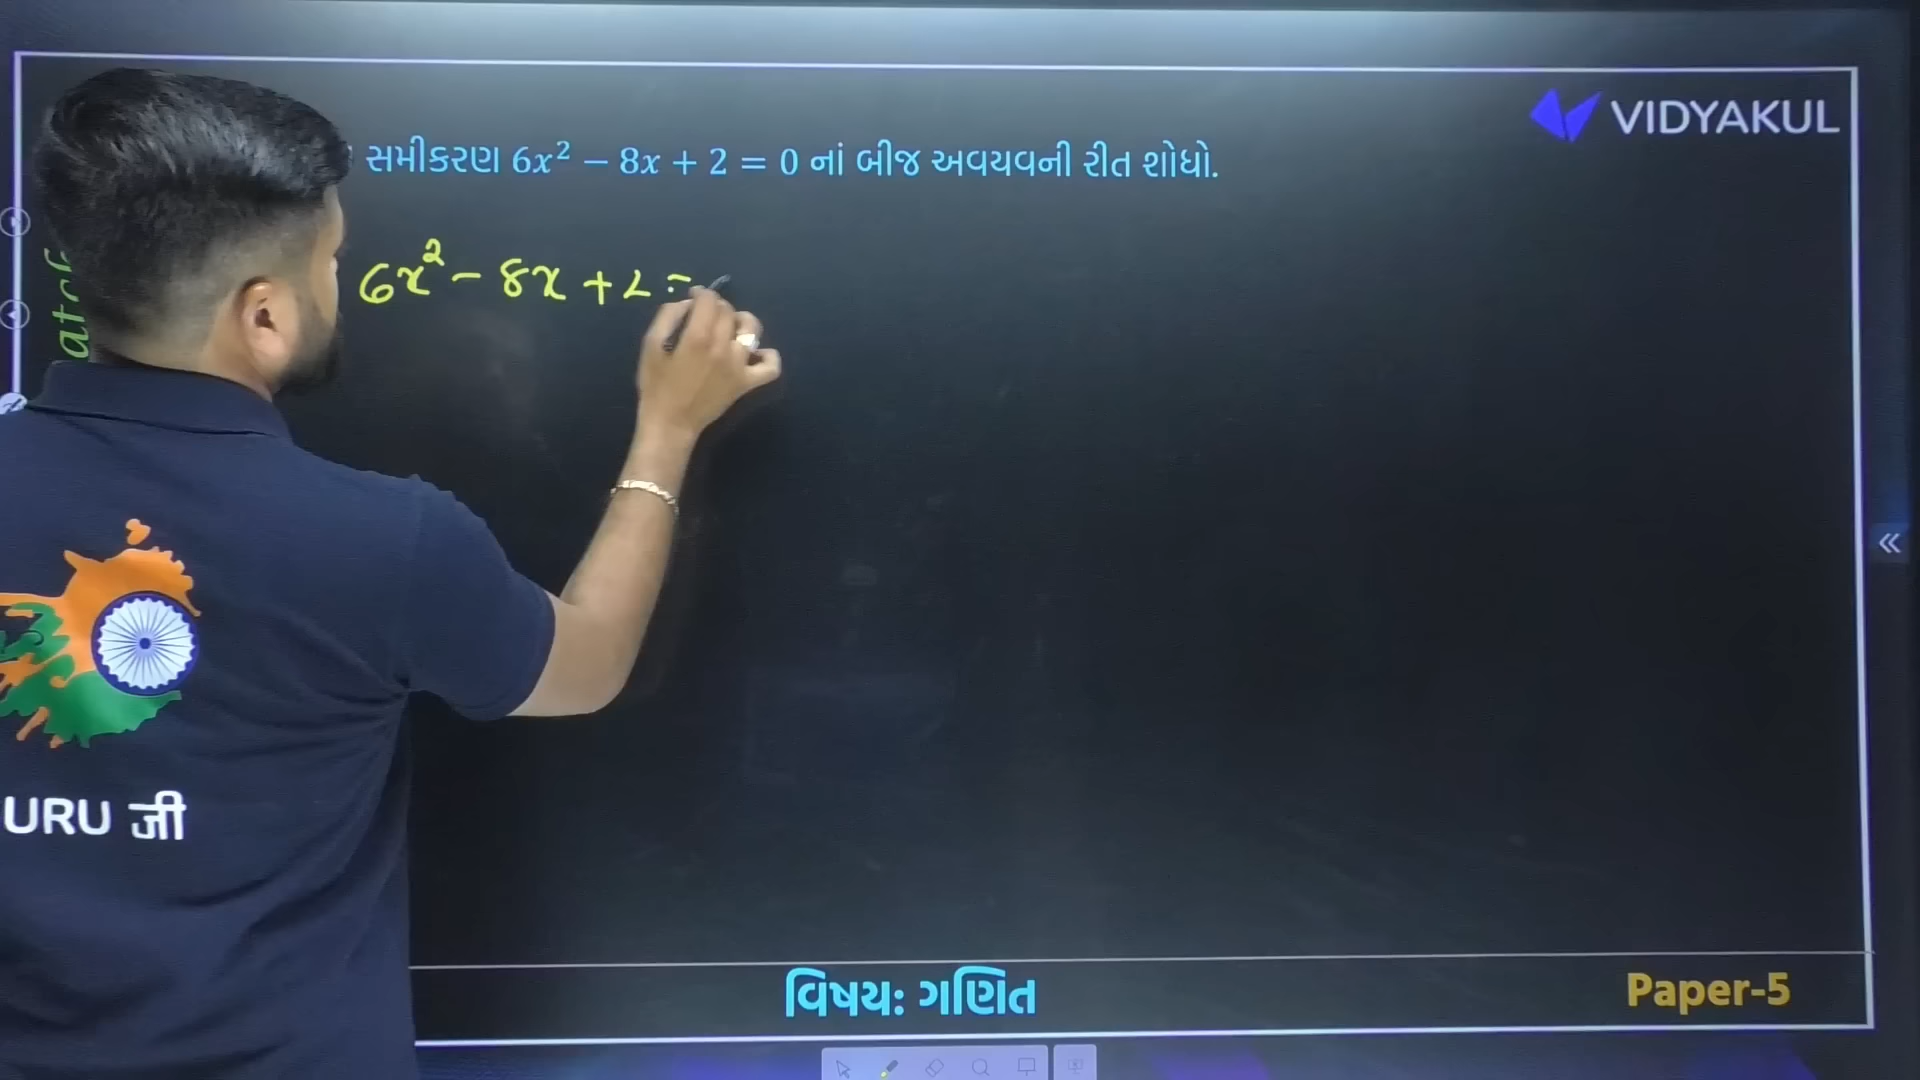 VIDYAKUL
સમીકરણ 6x² − 8x + 2 = 0 નાં બીજ અવયવની રીત શોધો.
6x² - 8x + 2 =
URU जी
વિષય: ગણિત
Paper-5